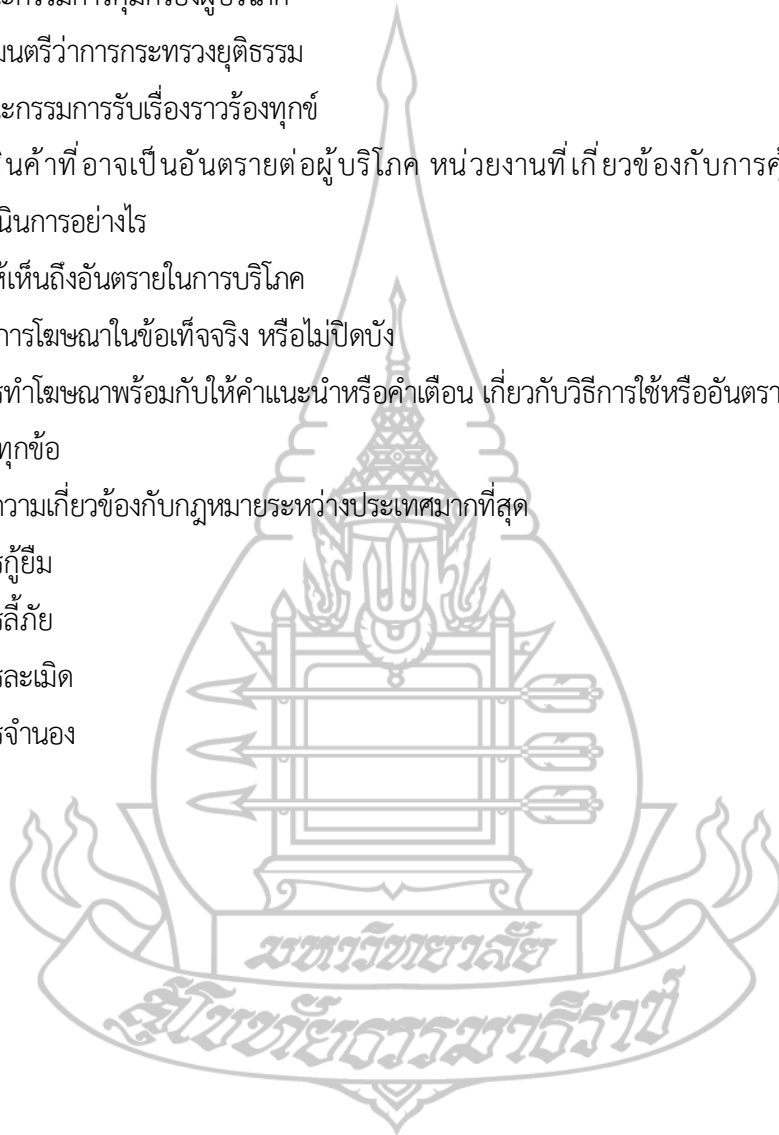 ะกรรมการคุ้มครองผู้บริโภค
มนตรีว่าการกระทรวงยุติธรรม
ะกรรมการรับเรื่องราวร้องทุกข์
ินค้าที่อาจเป็นอันตรายต่อผู้บริโภค หน่วยงานที่เกี่ยวข้องกับการคุ้
นินการอย่างไร
ห้เห็นถึงอันตรายในการบริโภค
การโฆษณาในข้อเท็จจริง หรือไม่ปิดบัง
รทำโฆษณาพร้อมกับให้คำแนะนำหรือคำเตือน เกี่ยวกับวิธีการใช้หรืออันตรา
ทุกข้อ
วามเกี่ยวข้องกับกฎหมายระหว่างประเทศมากที่สุด
รกู้ยืม
รลี้ภัย
รละเมิด
รจำนอง
มหาวิทยาลัย
สุโขทัยธรรมาธิราช